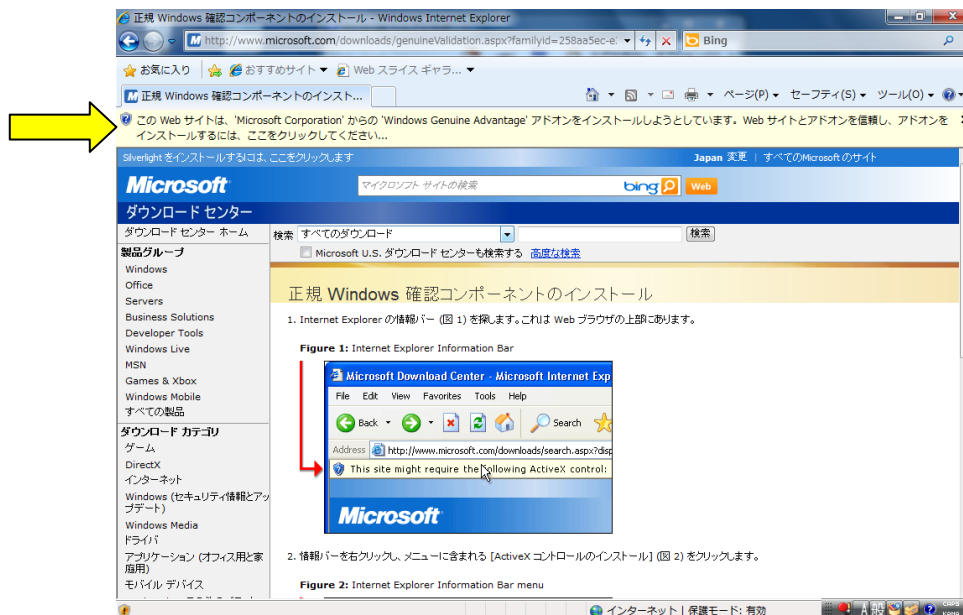 正規 Windows 確認コンポーネントのインストール - Windows Internet Explorer
http://www.microsoft.com/downloads/genuineValidation.aspx?familyid=258aa5ec-e
Bing
お気に入り おすすめサイト Web スライス ギャラ...
正規 Windows 確認コンポーネントのインスト...
ページ(P) セーフティ(S) ツール(O)
この Web サイトは、'Microsoft Corporation' からの 'Windows Genuine Advantage' アドオンをインストールしようとしています。Web サイトとアドオンを信頼し、アドオンを
インストールするには、ここをクリックしてください...
Silverlight をインストールするには、ここをクリックします
Japan 変更 | すべてのMicrosoft のサイト
Microsoft
マイクロソフト サイトの検索
bing
Web
ダウンロード センター
ダウンロード センター ホーム
検索 すべてのダウンロード
検索
Microsoft U.S. ダウンロード センターも検索する 高度な検索
製品グループ
Windows
Office
Servers
Business Solutions
Developer Tools
Windows Live
MSN
Games & Xbox
Windows Mobile
すべての製品
ダウンロード カテゴリ
ゲーム
DirectX
インターネット
Windows (セキュリティ情報とアッ
プデート)
Windows Media
ドライバ
アプリケーション (オフィス用と家
庭用)
モバイル デバイス
正規 Windows 確認コンポーネントのインストール
1. Internet Explorer の情報バー (図 1) を探します。これは Web ブラウザの上部にあります。
Figure 1: Internet Explorer Information Bar
Microsoft Download Center - Microsoft Internet Exp
File Edit View Favorites Tools Help
Back
Search
Address http://www.microsoft.com/downloads/search.aspx?disp
This site might require the following ActiveX control:
Microsoft
2. 情報バーを右クリックし、メニューに含まれる [ActiveX コントロールのインストール] (図 2) をクリックします。
Figure 2: Internet Explorer Information Bar menu
インターネット | 保護モード: 有効
A 般
CAPS
KANA